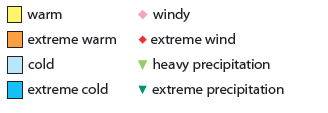 warm windy
extreme warm extreme wind
cold heavy precipitation
extreme cold extreme precipitation